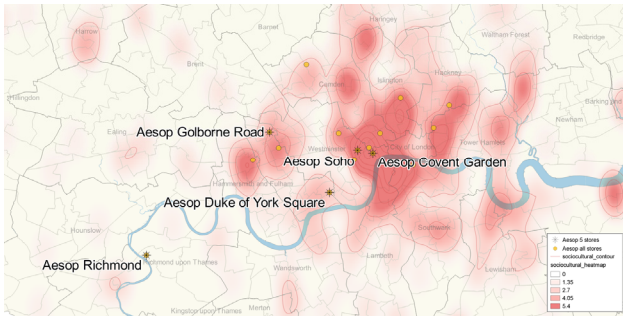 Haringey
Barnet
Waltham Forest
Redbridge
Harrow
Brent
Camden
Islington
Hackney
Hillingdon
Barking and
Newham
Ealing
Aesop Golborne Road
Tower Hamlets
Westminster
City of London
Aesop Soho
Aesop Covent Garden
Hammersmith and Fulham
Aesop Duke of York Square
Hounslow
Southwark
Aesop Richmond
Richmond upon Thames
Wandsworth
Lambeth
Lewisham
Merton
Kingston upon Thames
Aesop 5 stores
Aesop all stores
sociocultural_contour
sociocultural_heatmap
0
1.35
2.7
4.05
5.4